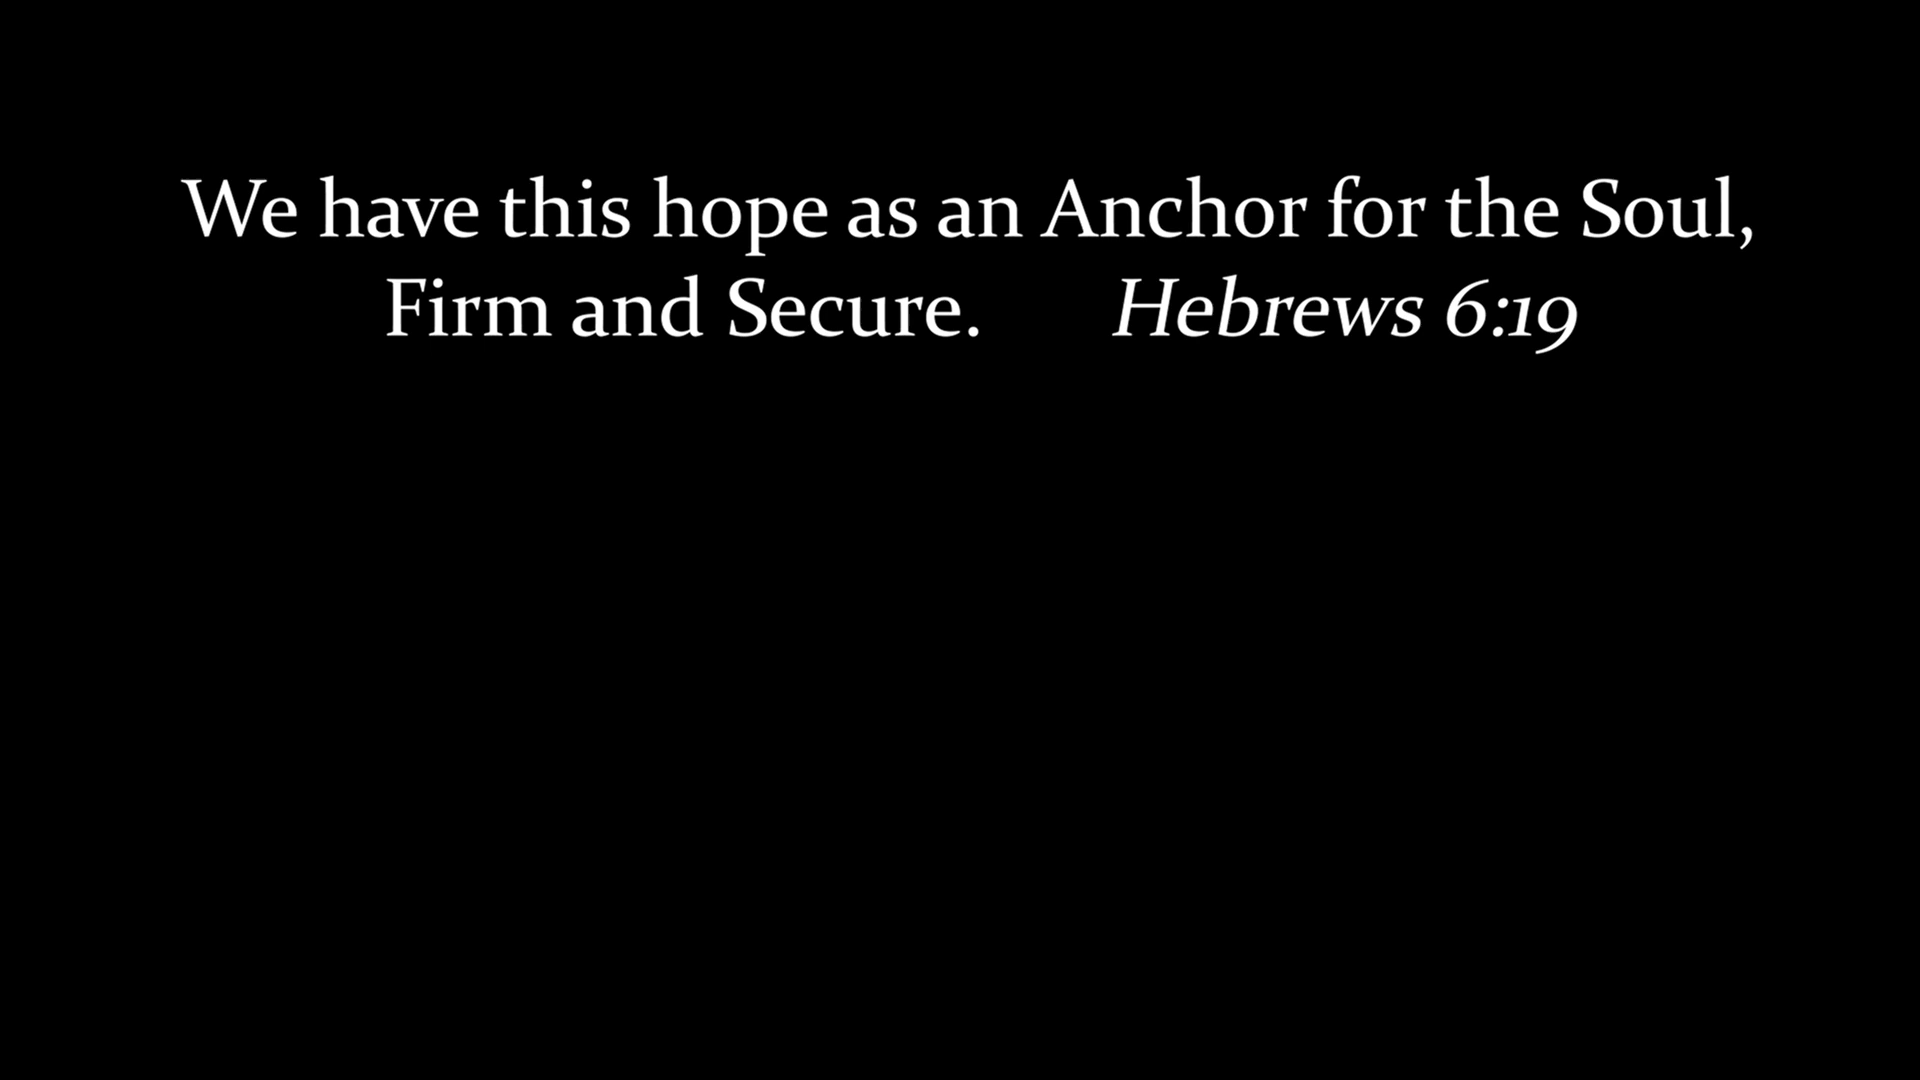 We have this hope as an Anchor for the Soul,
Firm and Secure. Hebrews 6:19